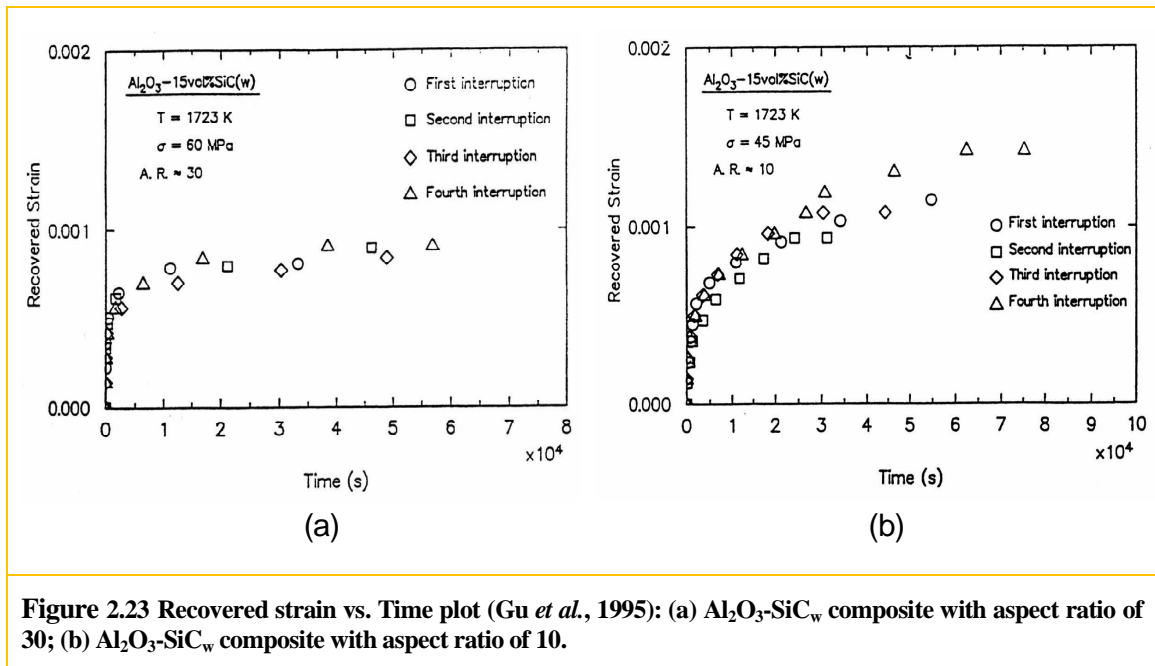 0.002
0.001
0.000
Recovered Strain
Al₂O₃-15vol%SiC(w)
T = 1723 K
σ = 60 MPa
A. R. ≈ 30
First interruption
Second interruption
Third interruption
Fourth interruption
0 1 2 3 4 5 6 7 8
×10⁴
Time (s)
(a)
0.002
0.001
0.000
Recovered Strain
Al₂O₃-15vol%SiC(w)
T = 1723 K
σ = 45 MPa
A. R. ≈ 10
First interruption
Second interruption
Third interruption
Fourth interruption
0 1 2 3 4 5 6 7 8 9 10
×10⁴
Time (s)
(b)
Figure 2.23 Recovered strain vs. Time plot (Gu et al., 1995): (a) Al₂O₃-SiCw composite with aspect ratio of
30; (b) Al₂O₃-SiCw composite with aspect ratio of 10.